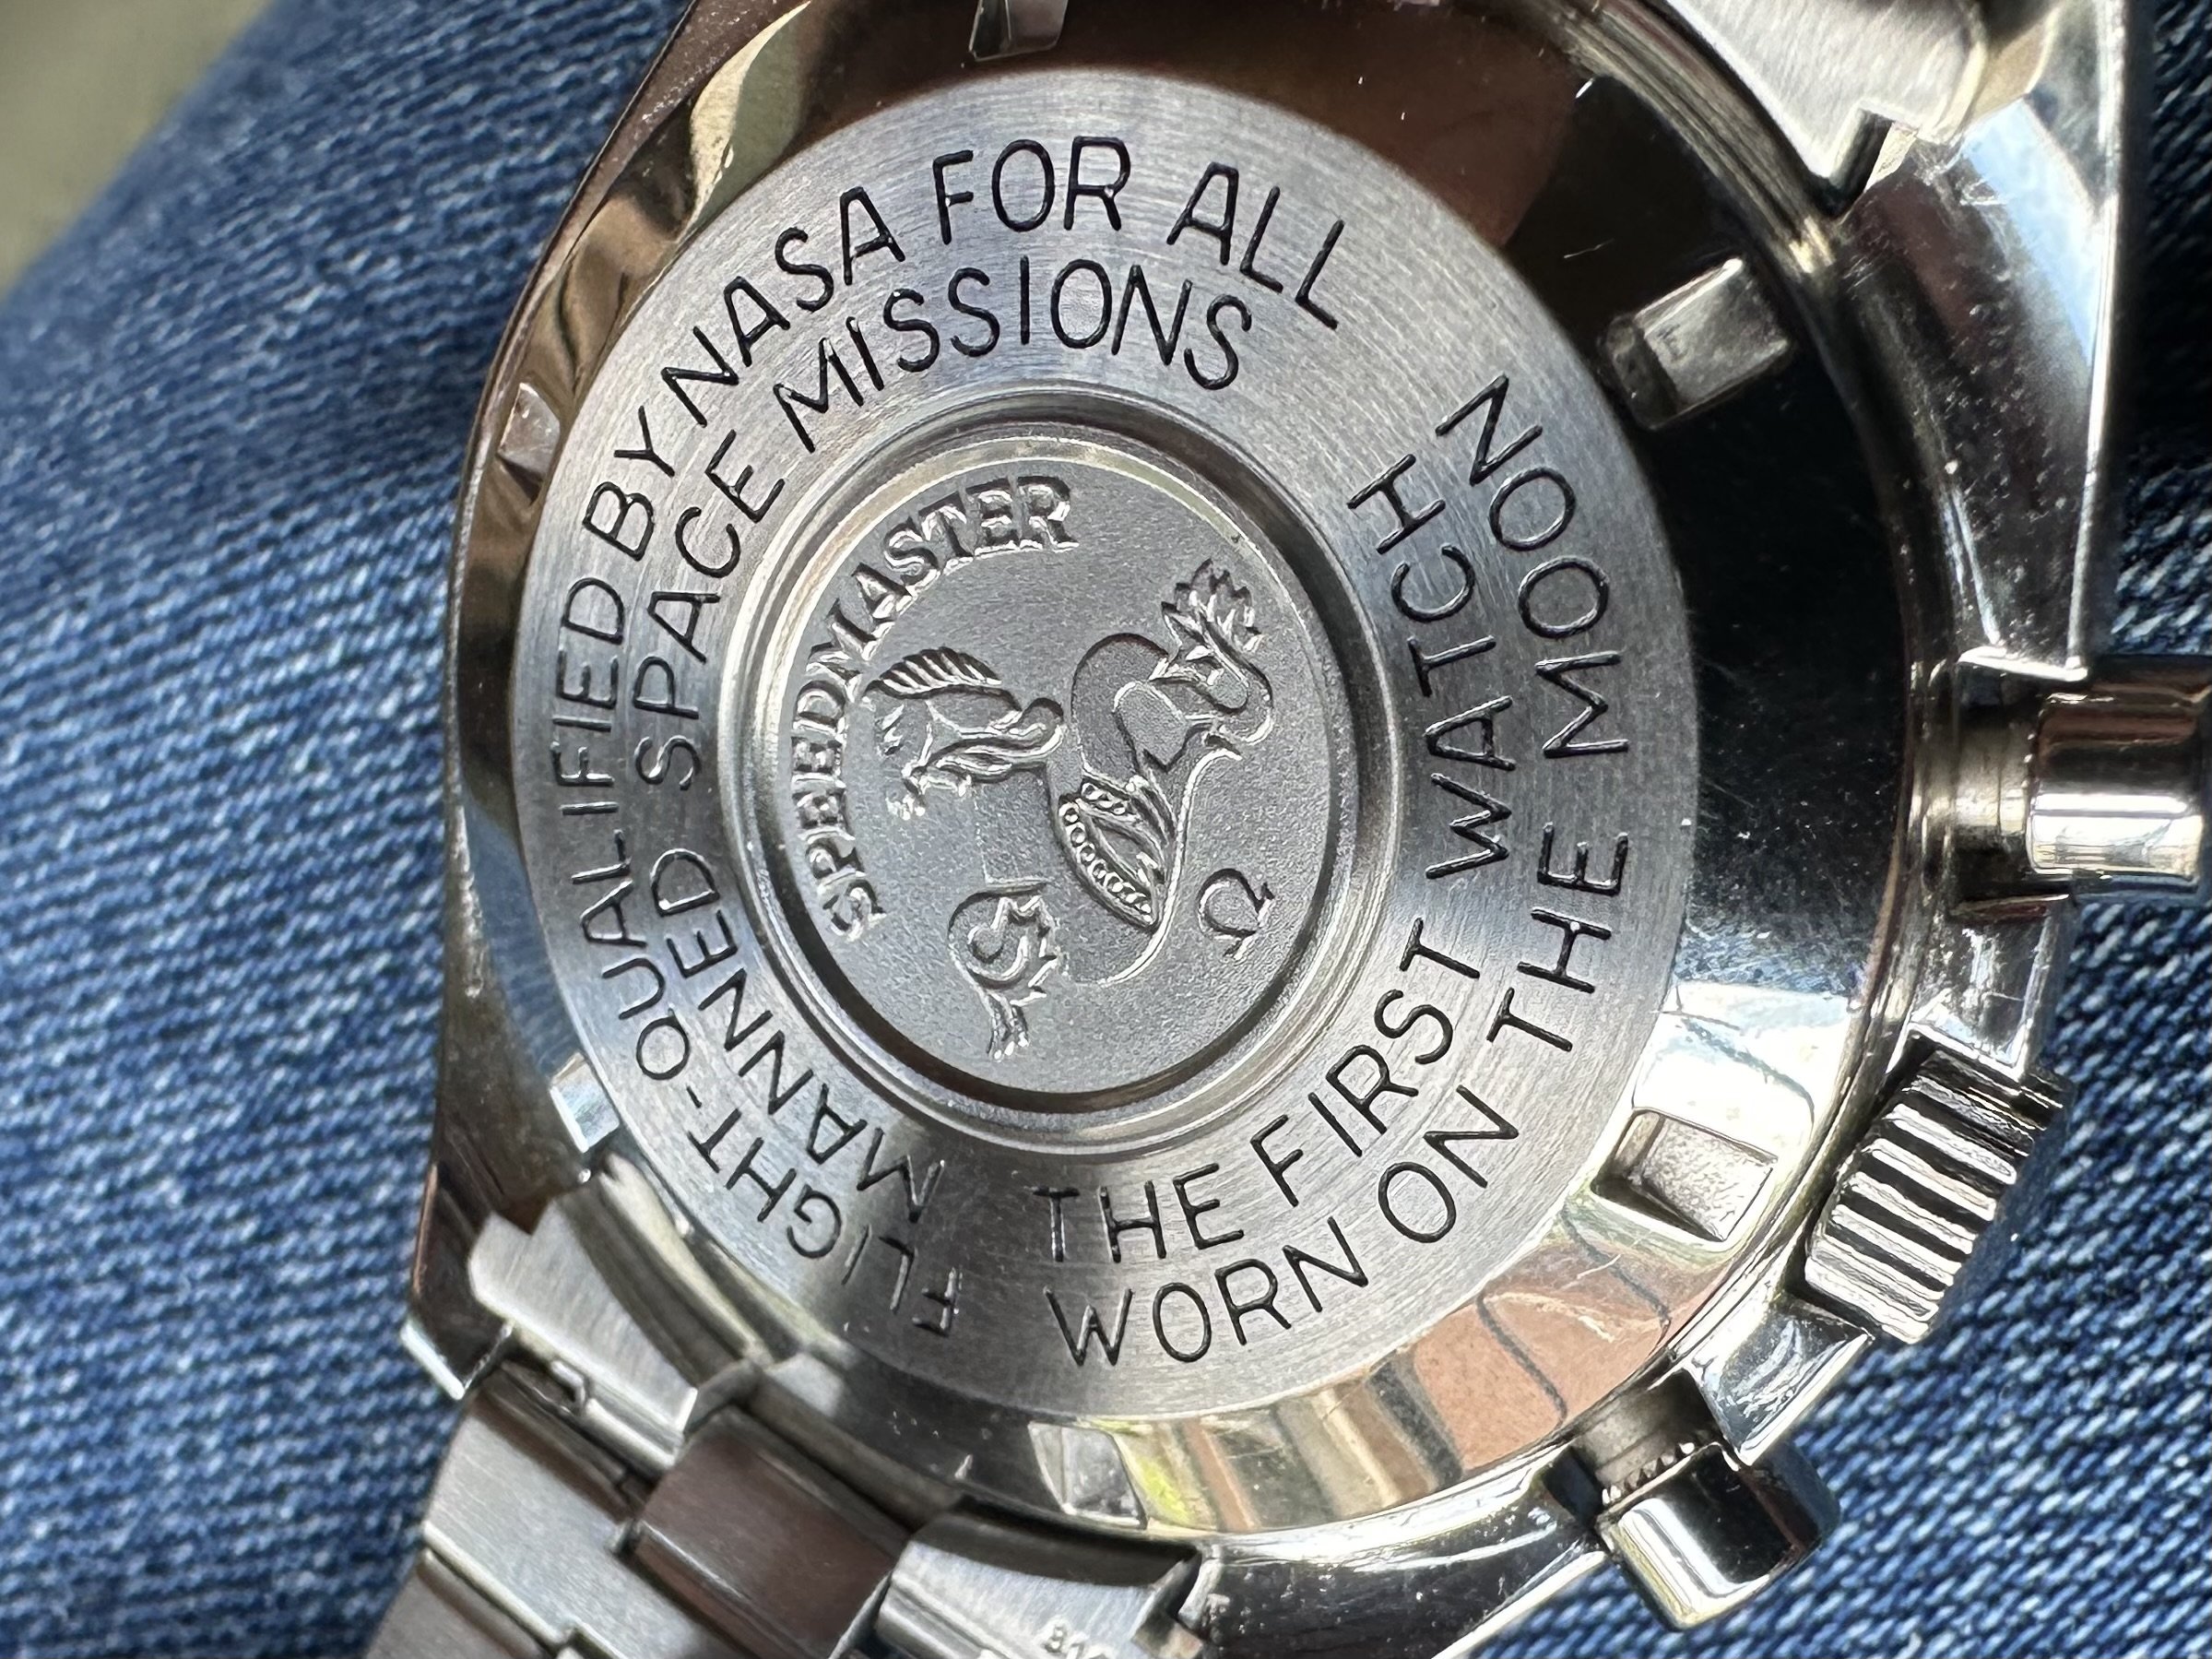 FLIGHT-QUALIFIED BY NASA FOR ALL
MANNED SPACE MISSIONS
THE FIRST WATCH
WORN ON THE MOON
SPEEDMASTER
Ω